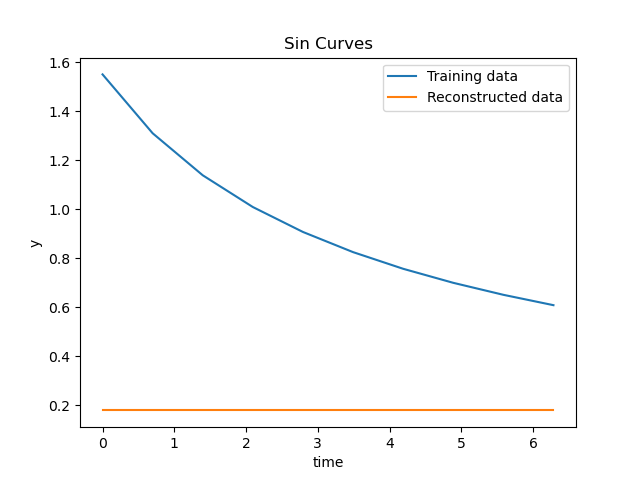 Sin Curves
Training data
Reconstructed data
1.6
1.4
1.2
1.0
0.8
0.6
0.4
0.2
y
0 1 2 3 4 5 6
time